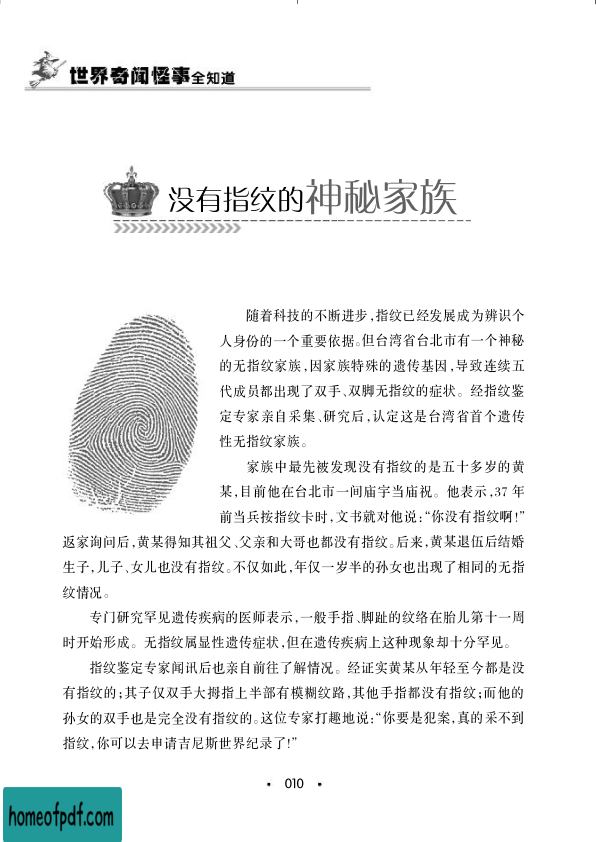 世界奇闻怪事全知道
没有指纹的神秘家族
随着科技的不断进步，指纹已经发展成为辨识个
人身份的一个重要依据。但台湾省台北市有一个神秘
的无指纹家族，因家族特殊的遗传基因，导致连续五
代成员都出现了双手、双脚无指纹的症状。经指纹鉴
定专家亲自采集、研究后，认定这是台湾省首个遗传
性无指纹家族。
家族中最先被发现没有指纹的是五十多岁的黄
某，目前他在台北市一间庙宇当庙祝。他表示，37 年
前当兵按指纹卡时，文书就对他说：“你没有指纹啊！”
返家询问后，黄某得知其祖父、父亲和大哥也都没有指纹。后来，黄某退伍后结婚
生子，儿子、女儿也没有指纹。不仅如此，年仅一岁半的孙女也出现了相同的无指
纹情况。
专门研究罕见遗传疾病的医师表示，一般手指、脚趾的纹络在胎儿第十一周
时开始形成。无指纹属显性遗传症状，但在遗传疾病上这种现象却十分罕见。
指纹鉴定专家闻讯后也亲自前往了解情况。经证实黄某从年轻至今都是没
有指纹的；其子仅双手大拇指上半部有模糊纹路，其他手指都没有指纹；而他的
孙女的双手也是完全没有指纹的。这位专家打趣地说：“你要是犯案，真的采不到
指纹，你可以去申请吉尼斯世界纪录了！”
· 010 ·
homeofpdf.com